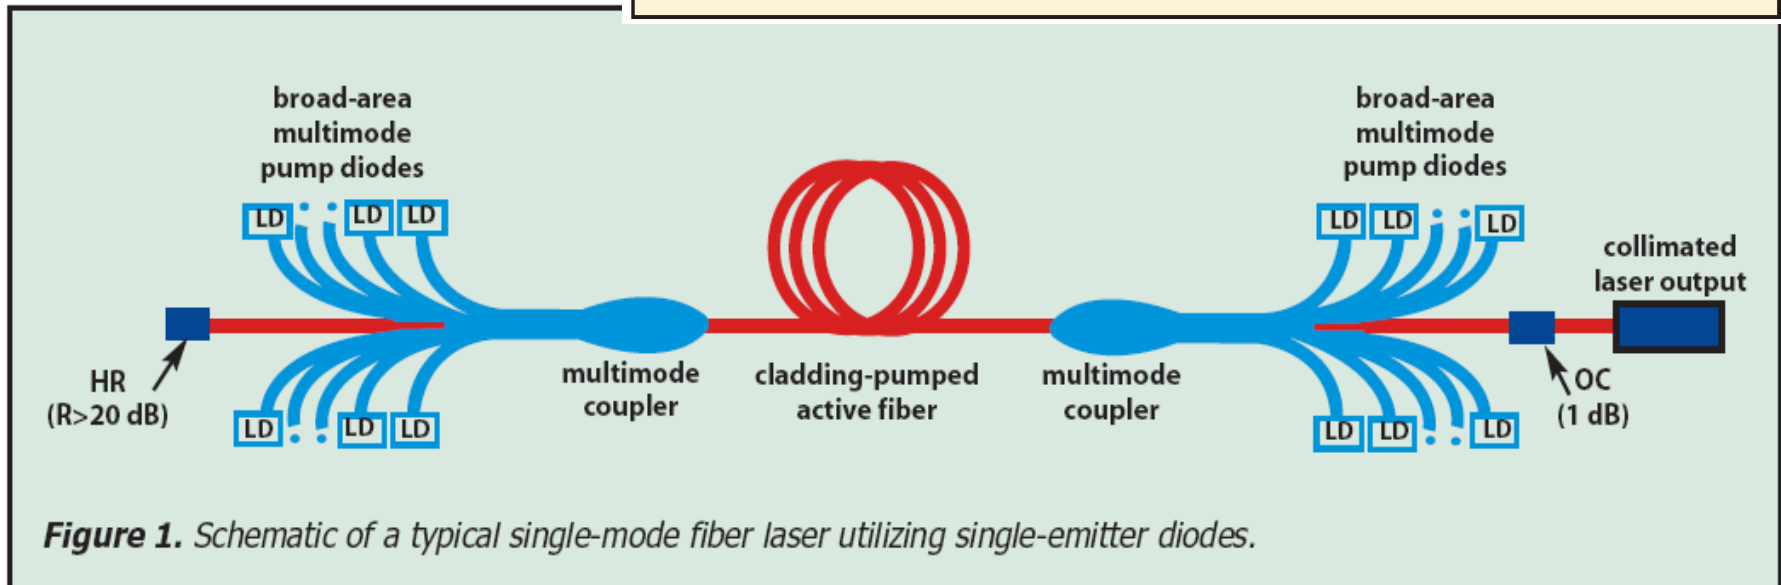 broad-area
multimode
pump diodes
broad-area
multimode
pump diodes
LD LD LD
LD LD LD
collimated
laser output
HR
(R>20 dB)
multimode
coupler
cladding-pumped
active fiber
multimode
coupler
OC
(1 dB)
LD LD LD
LD LD LD
Figure 1. Schematic of a typical single-mode fiber laser utilizing single-emitter diodes.